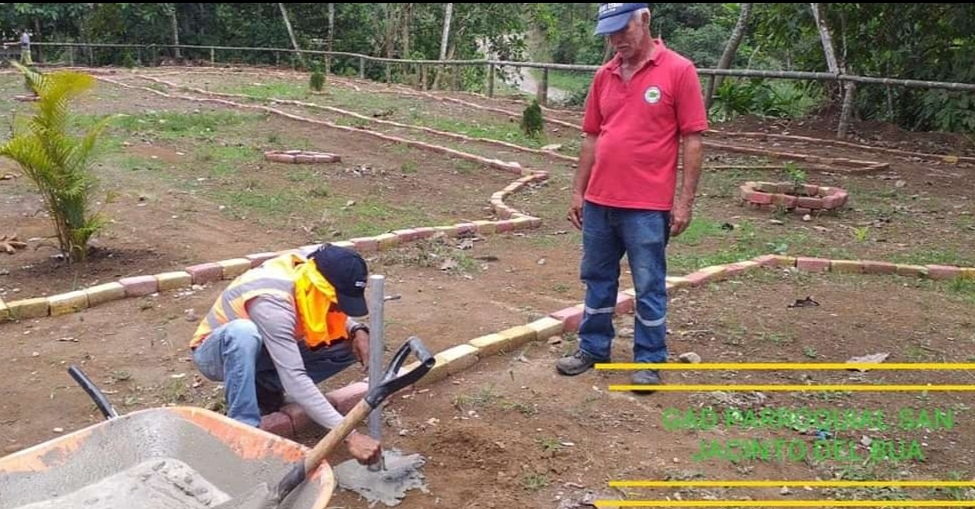 GAD PARROQUIAL SAN
JACINTO DEL BUA